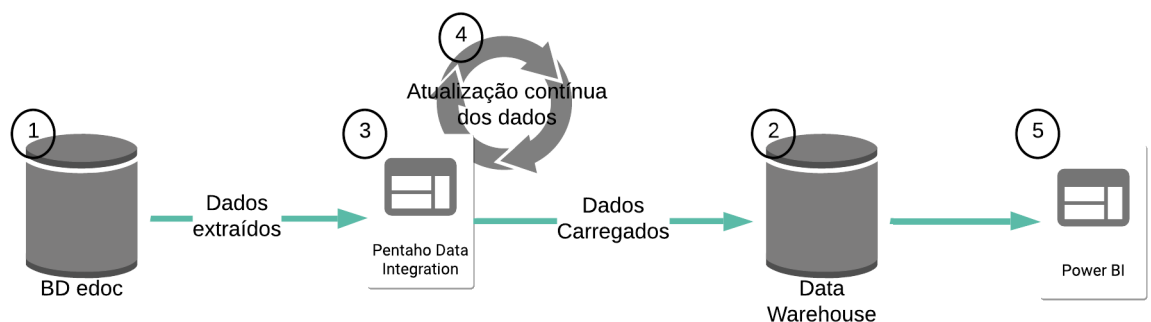 1
BD edoc
Dados
extraídos
3
Pentaho Data
Integration
4
Atualização contínua
dos dados
Dados
Carregados
2
Data
Warehouse
5
Power BI